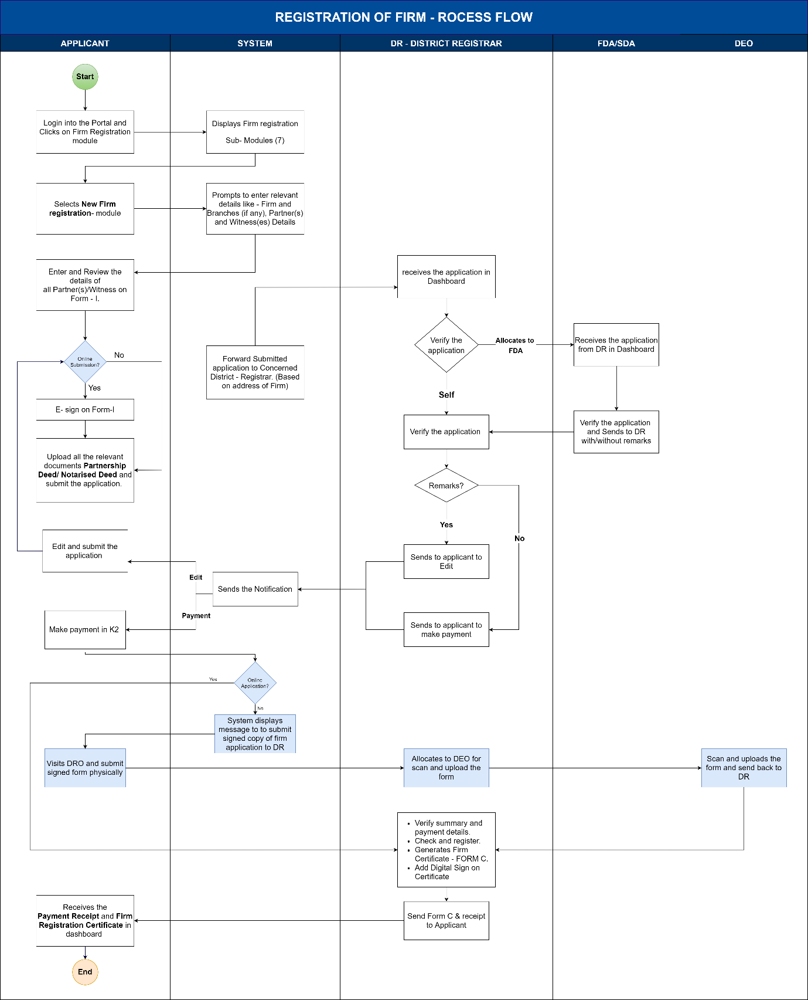 REGISTRATION OF FIRM - ROCESS FLOW
APPLICANT
SYSTEM
DR - DISTRICT REGISTRAR
FDA/SDA
DEO
Start
Login into the Portal and
Clicks on Firm Registration
module
Displays Firm registration
Sub- Modules (7)
Selects New Firm
registration- module
Prompts to enter relevant
details like - Firm and
Branches (if any), Partner(s)
and Witness(es) Details
Enter and Review the
details of
all Partner(s)/Witness on
Form - I.
receives the application in
Dashboard
Verify the
application
Allocates to
FDA
Receives the application
from DR in Dashboard
Online
Submission?
No
Yes
Forward Submitted
application to Concerned
District - Registrar. (Based
on address of Firm)
Self
E- sign on Form-I
Verify the application
Verify the application
and Sends to DR
with/without remarks
Upload all the relevant
documents Partnership
Deed/ Notarised Deed and
submit the application.
Remarks?
Yes
No
Edit and submit the
application
Sends to applicant to
Edit
Edit
Sends the Notification
Payment
Make payment in K2
Sends to applicant to
make payment
Yes
Online
Application?
No
System displays
message to to submit
signed copy of firm
application to DR
Visits DRO and submit
signed form physically
Allocates to DEO for
scan and upload the
form
Scan and uploads the
form and send back to
DR
• Verify summary and
payment details.
• Check and register.
• Generates Firm
Certificate - FORM C.
• Add Digital Sign on
Certificate
Receives the
Payment Receipt and Firm
Registration Certificate in
dashboard
Send Form C & receipt
to Applicant
End